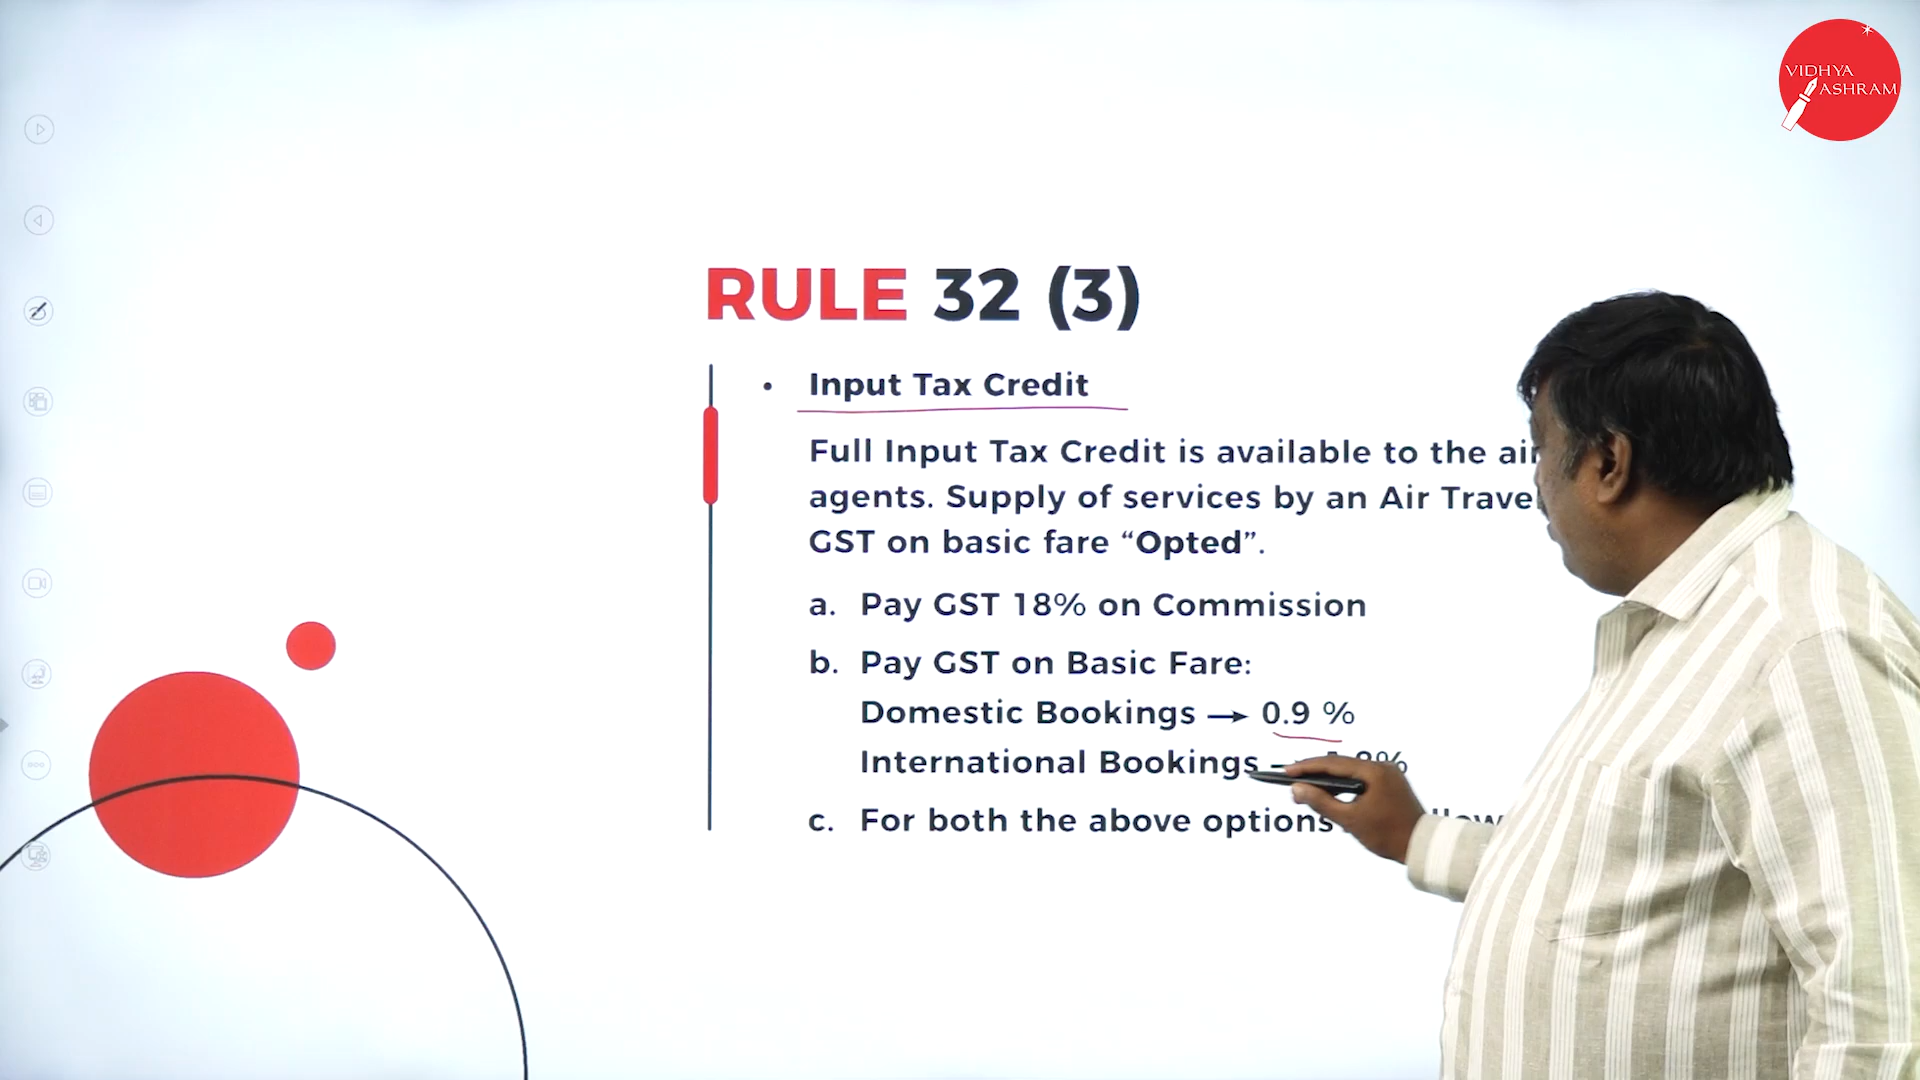 VIDHYA
ASHRAM
RULE 32 (3)
• Input Tax Credit
Full Input Tax Credit is available to the air
agents. Supply of services by an Air Travel
GST on basic fare “Opted”.
a. Pay GST 18% on Commission
b. Pay GST on Basic Fare:
Domestic Bookings → 0.9 %
International Bookings
c. For both the above options